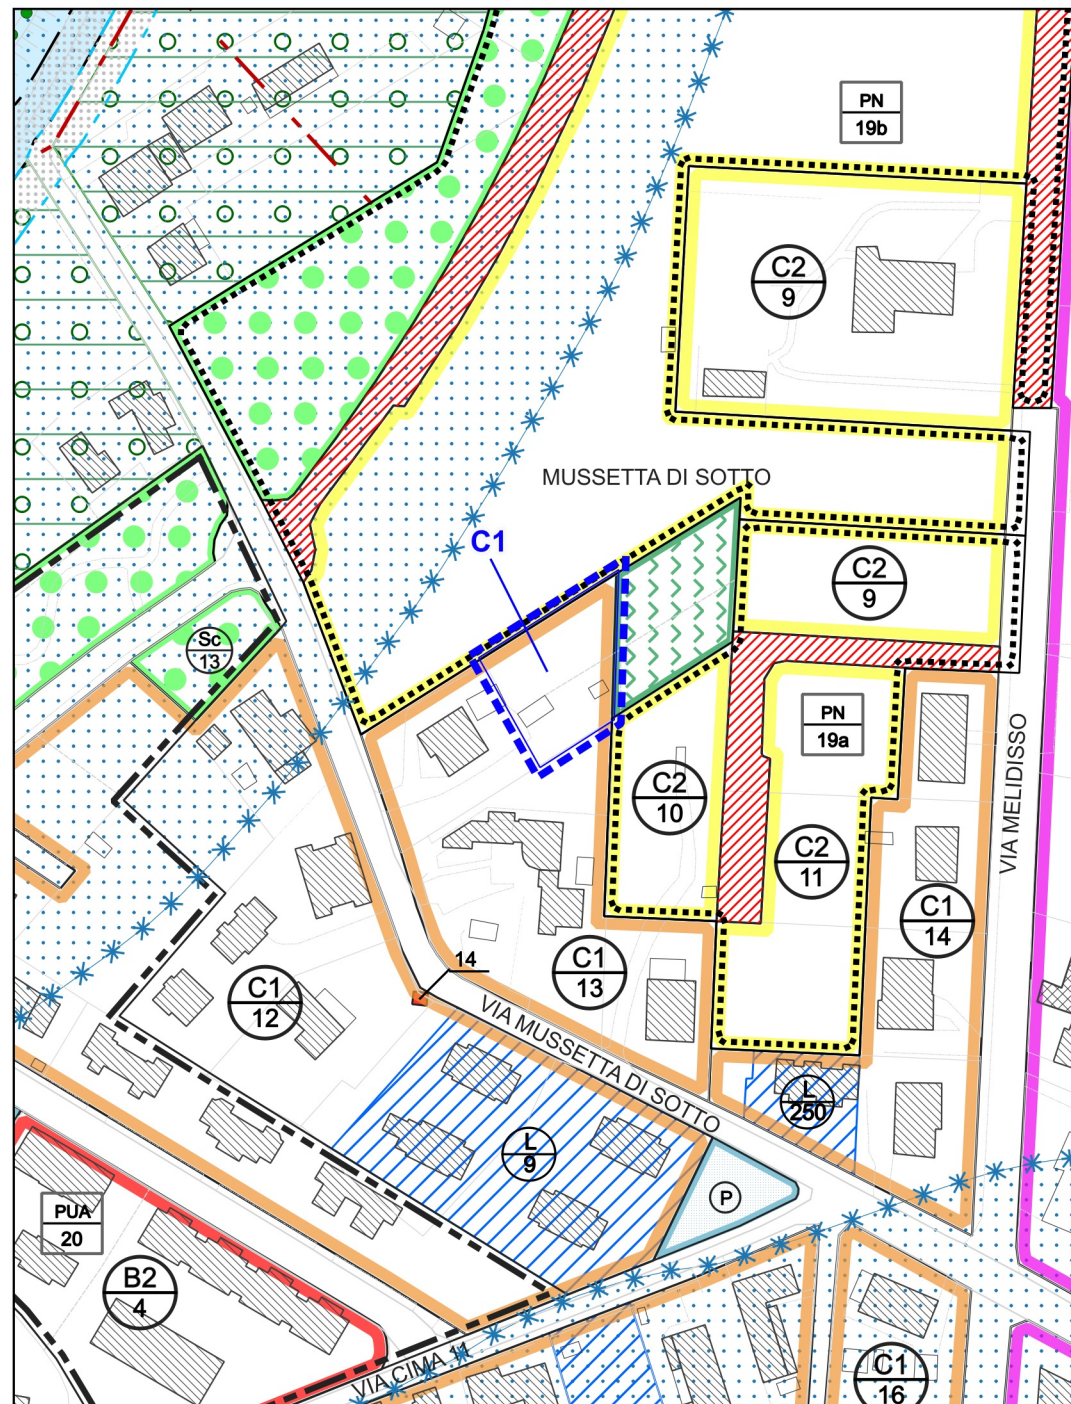 PN
19b
C2
9
MUSSETTA DI SOTTO
C1
C2
9
Sc
13
PN
19a
C2
10
C2
11
VIA MELIDISSO
C1
14
14
C1
13
C1
12
VIA MUSSETTA DI SOTTO
L
250
L
9
P
PUA
20
B2
4
VIA CIMA 11
C1
16